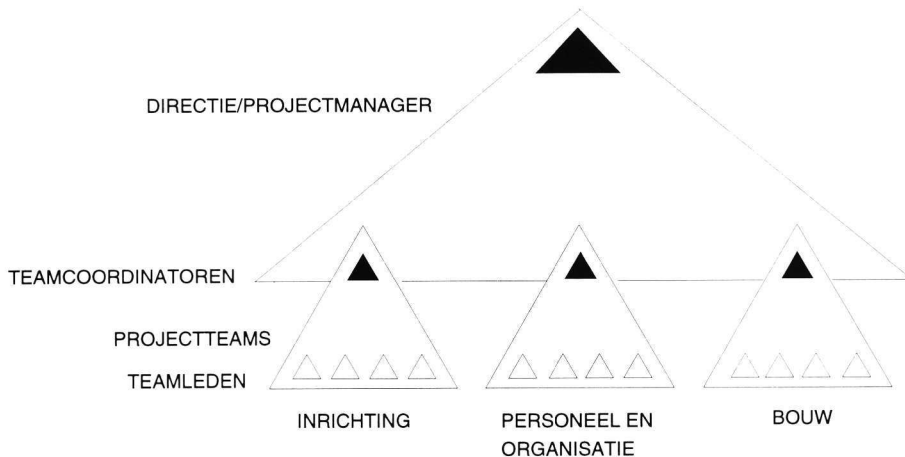 DIRECTIE/PROJECTMANAGER
TEAMCOORDINATOREN
PROJECTTEAMS
TEAMLEDEN
INRICHTING
PERSONEEL EN
ORGANISATIE
BOUW